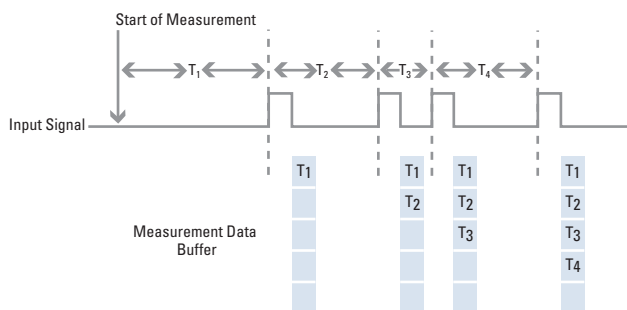 Start of Measurement
T1 T2 T3 T4
Input Signal
T1 T1 T1 T1
T2 T2 T2
T3 T3
Measurement Data
Buffer
T4